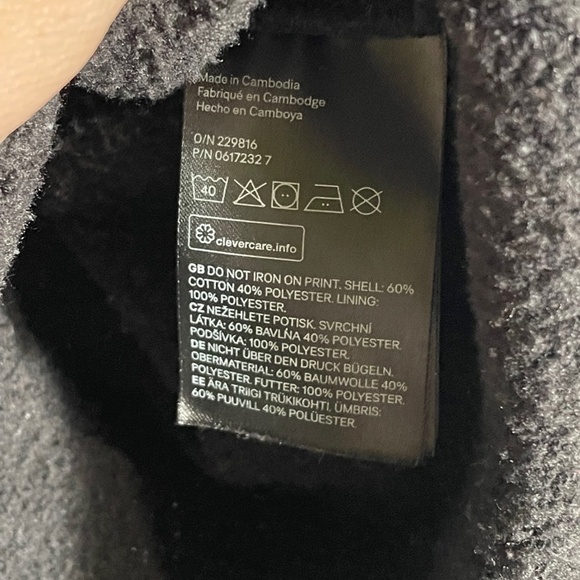 Made in Cambodia
Fabriqué en Cambodge
Hecho en Camboya
O/N 229816
P/N 0617232 7
40
clevercare.info
GB DO NOT IRON ON PRINT. SHELL: 60%
COTTON 40% POLYESTER. LINING:
100% POLYESTER.
CZ NEŽEHLETE POTISK. SVRCHNÍ
LÁTKA: 60% BAVLNA 40% POLYESTER.
PODŠÍVKA: 100% POLYESTER.
DE NICHT ÜBER DEN DRUCK BÜGELN.
OBERMATERIAL: 60% BAUMWOLLE 40%
POLYESTER. FUTTER: 100% POLYESTER.
EE ÄRA TRIIGI TRÜKIKOHTI. ÜMBRIS:
60% PUUVILL 40% POLÜESTER.